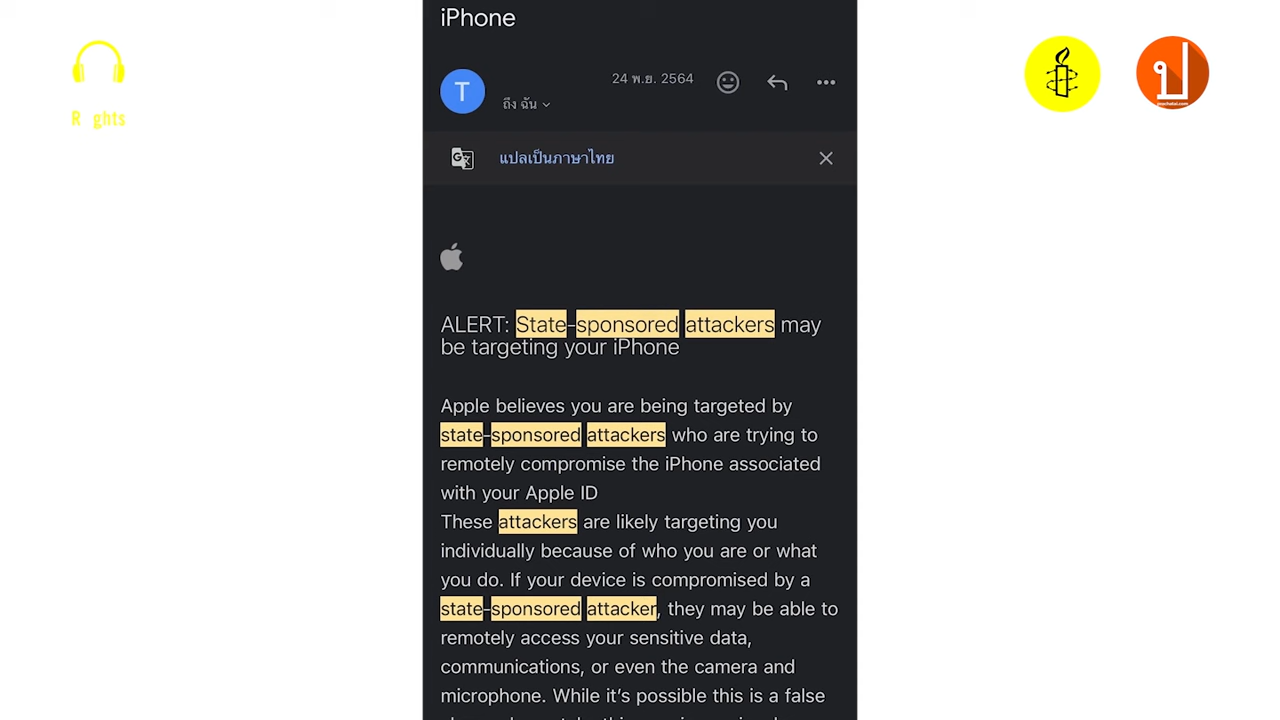 iPhone
T
24 พ.ย. 2564
ถึง ฉัน
R ghts
prachatai.com
แปลเป็นภาษาไทย
ALERT: State-sponsored attackers may
be targeting your iPhone
Apple believes you are being targeted by
state-sponsored attackers who are trying to
remotely compromise the iPhone associated
with your Apple ID
These attackers are likely targeting you
individually because of who you are or what
you do. If your device is compromised by a
state-sponsored attacker, they may be able to
remotely access your sensitive data,
communications, or even the camera and
microphone. While it's possible this is a false